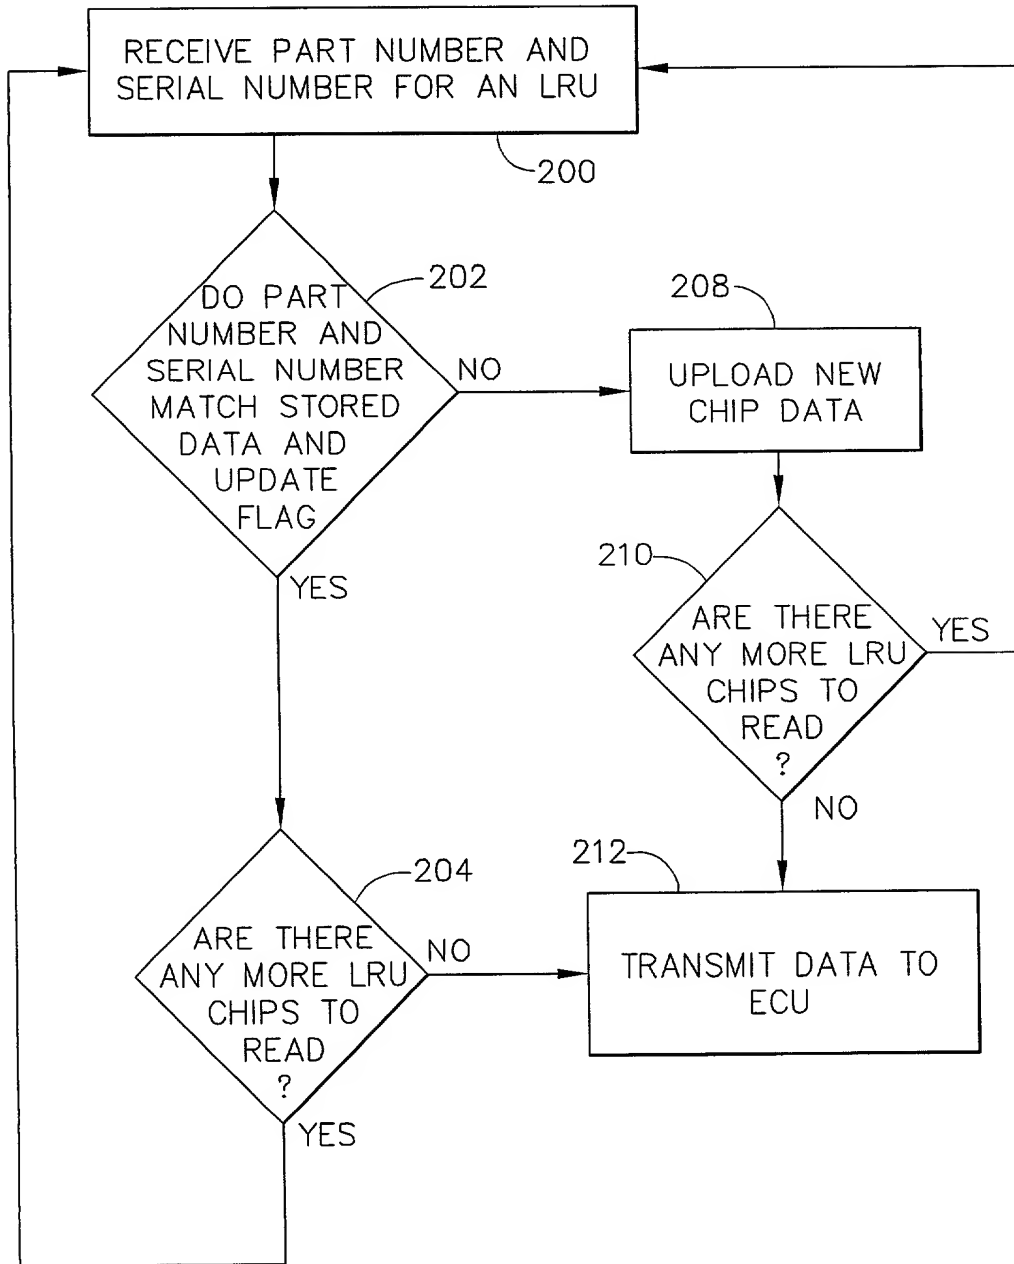 RECEIVE PART NUMBER AND
SERIAL NUMBER FOR AN LRU
200
202
DO PART
NUMBER AND
SERIAL NUMBER
MATCH STORED
DATA AND
UPDATE
FLAG
NO
YES
208
UPLOAD NEW
CHIP DATA
210
ARE THERE
ANY MORE LRU
CHIPS TO
READ
?
YES
NO
204
ARE THERE
ANY MORE LRU
CHIPS TO
READ
?
NO
YES
212
TRANSMIT DATA TO
ECU